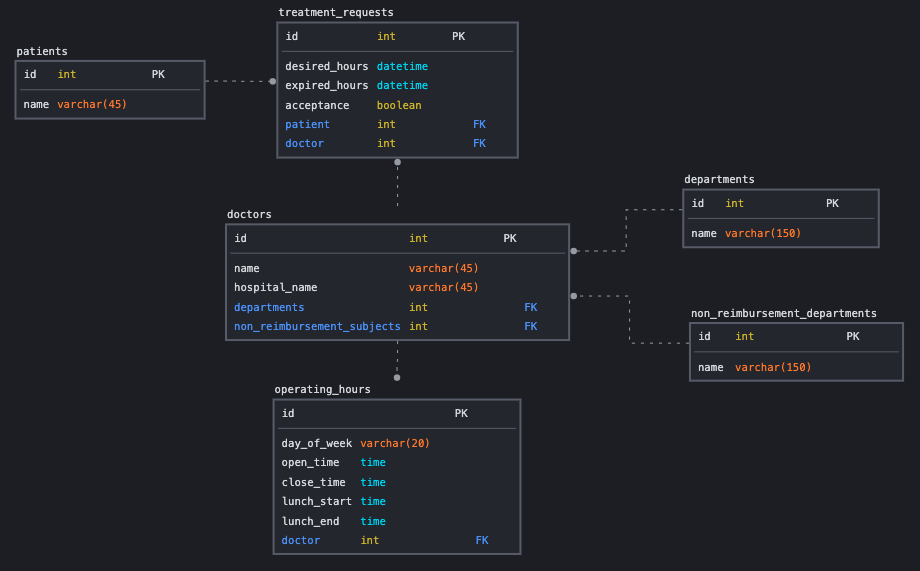 treatment_requests
id int PK
desired_hours datetime
expired_hours datetime
acceptance boolean
patient int FK
doctor int FK
patients
id int PK
name varchar(45)
doctors
id int PK
name varchar(45)
hospital_name varchar(45)
departments int FK
non_reimbursement_subjects int FK
departments
id int PK
name varchar(150)
non_reimbursement_departments
id int PK
name varchar(150)
operating_hours
id PK
day_of_week varchar(20)
open_time time
close_time time
lunch_start time
lunch_end time
doctor int FK